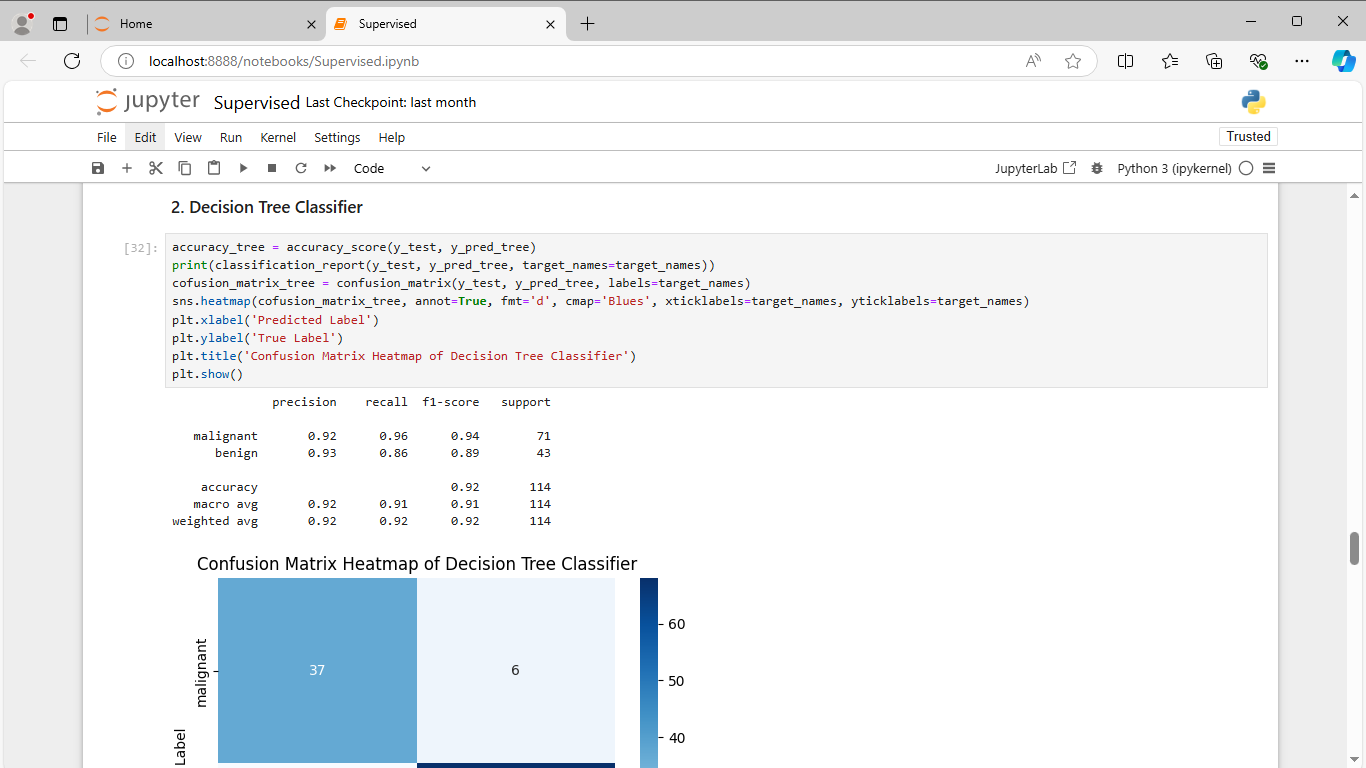 Home
Supervised
localhost:8888/notebooks/Supervised.ipynb
jupyter Supervised Last Checkpoint: last month
File Edit View Run Kernel Settings Help
Trusted
Code
JupyterLab
Python 3 (ipykernel)
2. Decision Tree Classifier
[32]:
accuracy_tree = accuracy_score(y_test, y_pred_tree)
print(classification_report(y_test, y_pred_tree, target_names=target_names))
cofusion_matrix_tree = confusion_matrix(y_test, y_pred_tree, labels=target_names)
sns.heatmap(cofusion_matrix_tree, annot=True, fmt='d', cmap='Blues', xticklabels=target_names, yticklabels=target_names)
plt.xlabel('Predicted Label')
plt.ylabel('True Label')
plt.title('Confusion Matrix Heatmap of Decision Tree Classifier')
plt.show()
precision recall f1-score support
malignant 0.92 0.96 0.94 71
benign 0.93 0.86 0.89 43
accuracy 0.92 114
macro avg 0.92 0.91 0.91 114
weighted avg 0.92 0.92 0.92 114
Confusion Matrix Heatmap of Decision Tree Classifier
malignant
37
6
60
50
40
Label